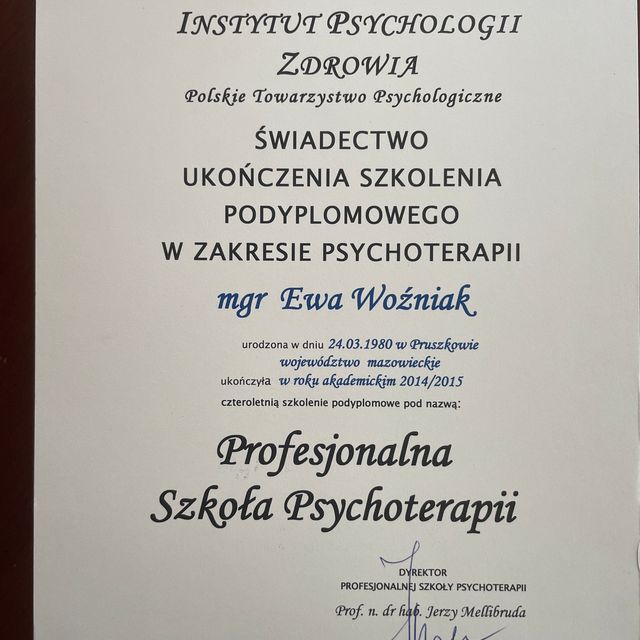 INSTYTUT PSYCHOLOGII
ZDROWIA
Polskie Towarzystwo Psychologiczne
ŚWIADECTWO
UKOŃCZENIA SZKOLENIA
PODYPLOMOWEGO
W ZAKRESIE PSYCHOTERAPII
mgr Ewa Woźniak
urodzona w dniu 24.03.1980 w Pruszkowie
województwo mazowieckie
ukończyła w roku akademickim 2014/2015
czteroletnią szkolenie podyplomowe pod nazwą:
Profesjonalna
Szkoła Psychoterapii
DYREKTOR
PROFESJONALNEJ SZKOŁY PSYCHOTERAPII
Prof. n. dr hab. Jerzy Mellibruda